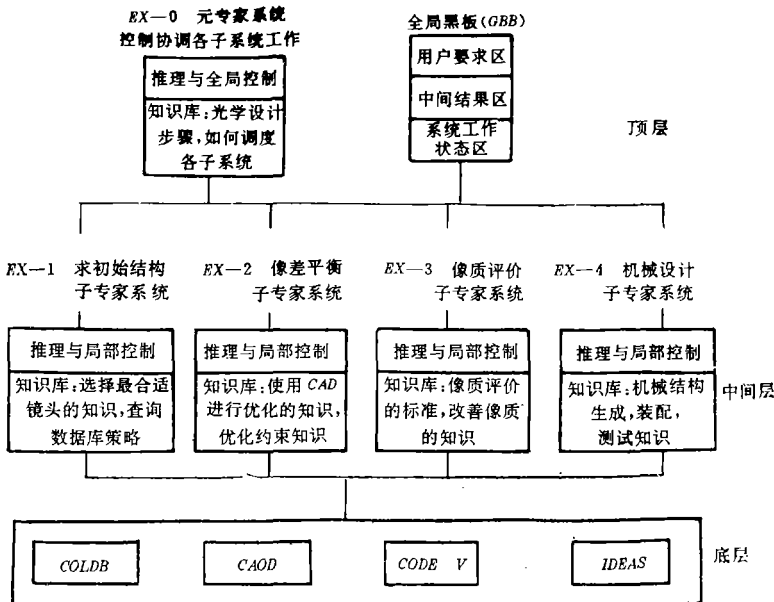 EX—0 元专家系统
控制协调各子系统工作
推理与全局控制
知识库:光学设计
步骤,如何调度
各子系统
全局黑板(GBB)
用户要求区
中间结果区
系统工作
状态区
顶层
EX—1 求初始结构
子专家系统
推理与局部控制
知识库:选择最合适
镜头的知识,查询
数据库策略
EX—2 像差平衡
子专家系统
推理与局部控制
知识库:使用 CAD
进行优化的知识,
优化约束知识
EX—3 像质评价
子专家系统
推理与局部控制
知识库:像质评价
的标准,改善像质
的知识
EX—4 机械设计
子专家系统
推理与局部控制
知识库:机械结构
生成,装配,
测试知识
中间层
COLDB
CAOD
CODE V
IDEAS
底层